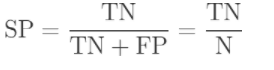 SP = TN / (TN + FP) = TN / N